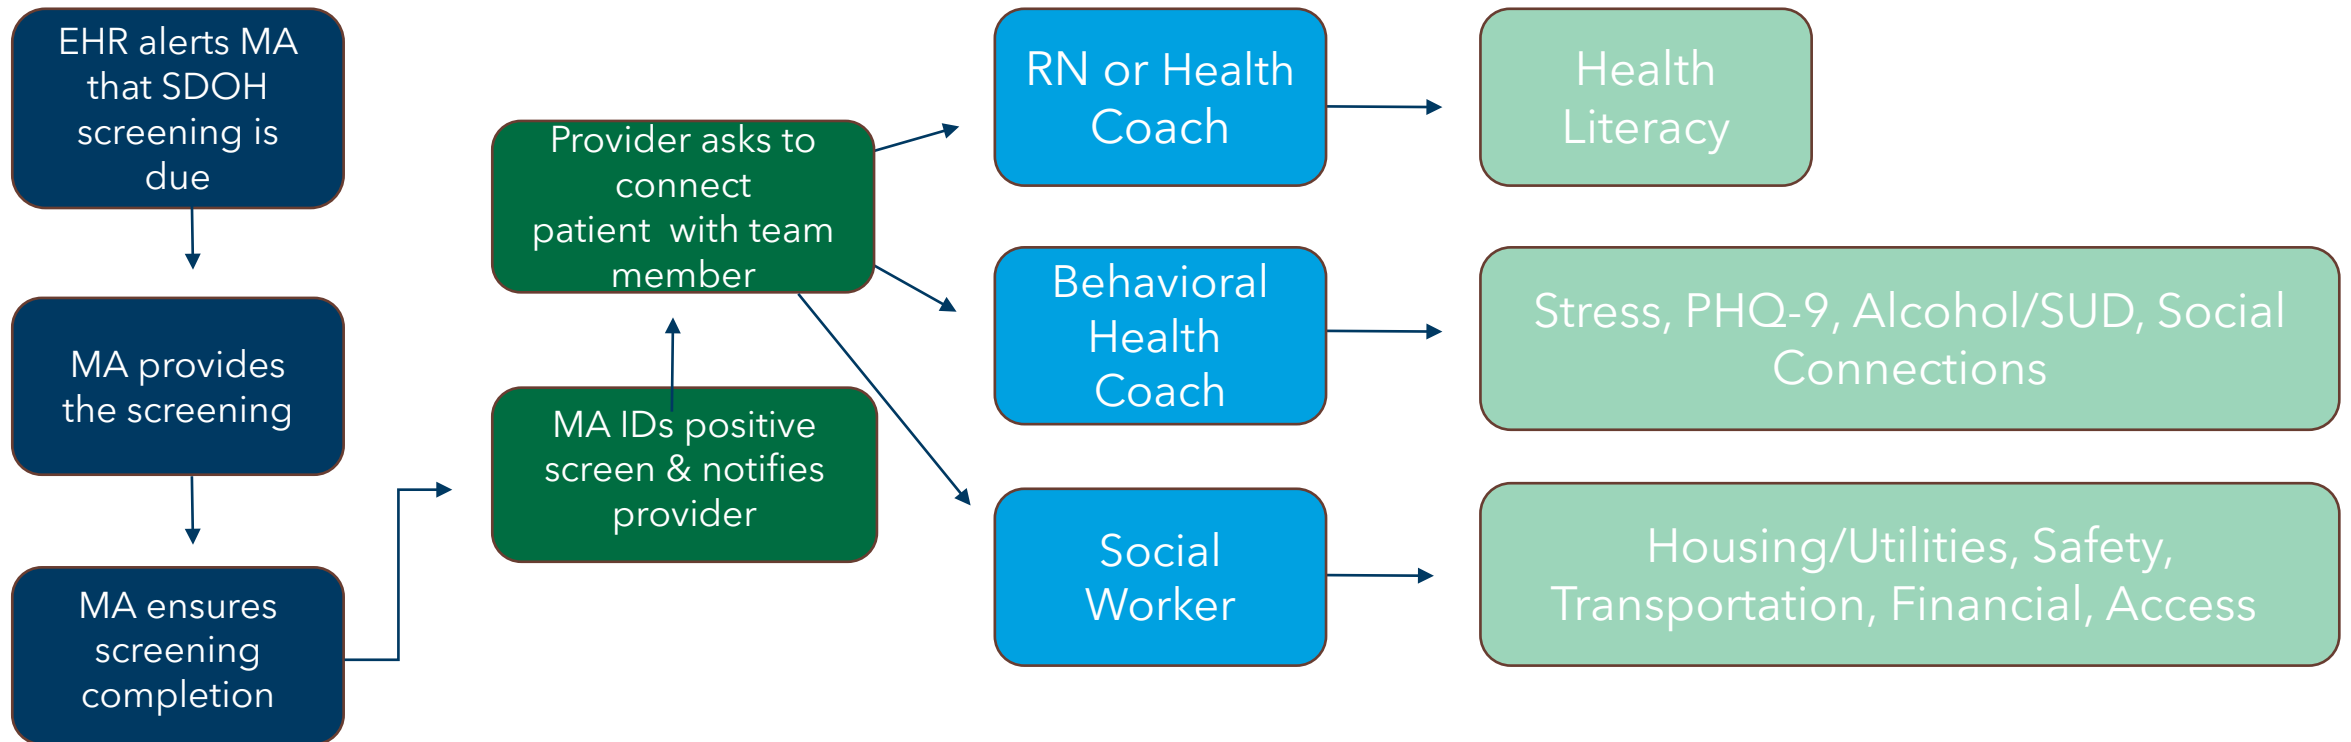 EHR alerts MA
that SDOH
screening is
due
MA provides
the screening
MA ensures
screening
completion
MA IDs positive
screen & notifies
provider
Provider asks to
connect
patient  with team
member
RN or Health
Coach
Health
Literacy
Behavioral
Health
Coach
Stress, PHQ-9, Alcohol/SUD, Social
Connections
Social
Worker
Housing/Utilities, Safety,
Transportation, Financial, Access